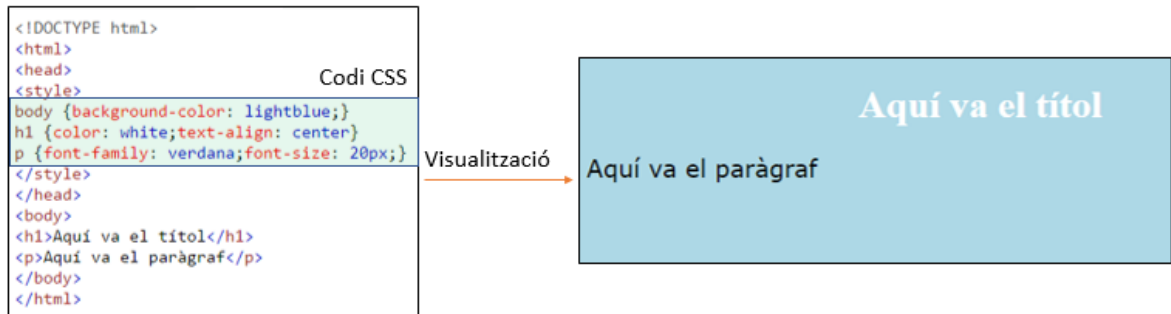 <!DOCTYPE html>
<html>
<head>
Codi CSS
<style>
body {background-color: lightblue;}
h1 {color: white;text-align: center}
p {font-family: verdana;font-size: 20px;}
</style>
</head>
<body>
<h1>Aquí va el títol</h1>
<p>Aquí va el paràgraf</p>
</body>
</html>
Visualització
Aquí va el títol
Aquí va el paràgraf